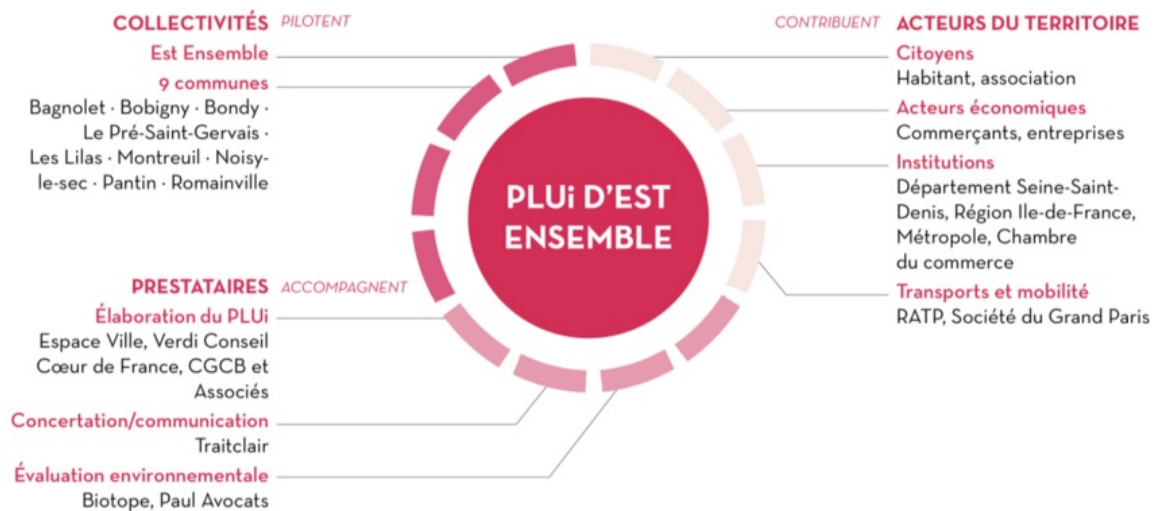 COLLECTIVITÉS PILOTENT
Est Ensemble
9 communes
Bagnolet · Bobigny · Bondy ·
Le Pré-Saint-Gervais ·
Les Lilas · Montreuil · Noisy-
le-sec · Pantin · Romainville
PRESTATAIRES ACCOMPAGNENT
Élaboration du PLUi
Espace Ville, Verdi Conseil
Cœur de France, CGCB et
Associés
Concertation/communication
Traitclair
Évaluation environnementale
Biotope, Paul Avocats
PLUi D'EST
ENSEMBLE
CONTRIBUENT ACTEURS DU TERRITOIRE
Citoyens
Habitant, association
Acteurs économiques
Commerçants, entreprises
Institutions
Département Seine-Saint-
Denis, Région Ile-de-France,
Métropole, Chambre
du commerce
Transports et mobilité
RATP, Société du Grand Paris